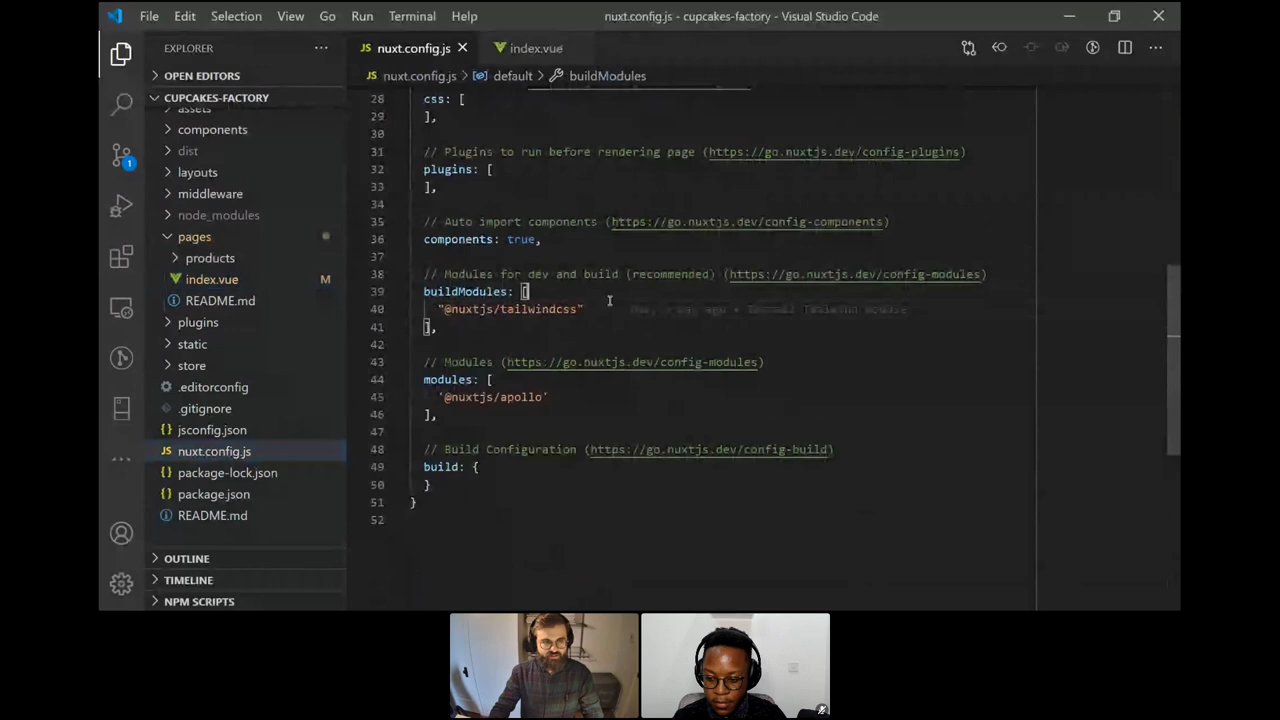 File Edit Selection View Go Run Terminal Help
nuxt.config.js - cupcakes-factory - Visual Studio Code
EXPLORER
OPEN EDITORS
CUPCAKES-FACTORY
assets
components
dist
layouts
middleware
node_modules
pages
products
index.vue M
README.md
plugins
static
store
.editorconfig
.gitignore
jsconfig.json
JS nuxt.config.js
package-lock.json
package.json
README.md
OUTLINE
TIMELINE
NPM SCRIPTS
1
JS nuxt.config.js index.vue
JS nuxt.config.js > default > buildModules
28 css: [
29 ],
30
31 // Plugins to run before rendering page (https://go.nuxtjs.dev/config-plugins)
32 plugins: [
33 ],
34
35 // Auto import components (https://go.nuxtjs.dev/config-components)
36 components: true,
37
38 // Modules for dev and build (recommended) (https://go.nuxtjs.dev/config-modules)
39 buildModules: [
40 "@nuxtjs/tailwindcss"
41 ],
42
43 // Modules (https://go.nuxtjs.dev/config-modules)
44 modules: [
45 '@nuxtjs/apollo'
46 ],
47
48 // Build Configuration (https://go.nuxtjs.dev/config-build)
49 build: {
50 }
51 }
52